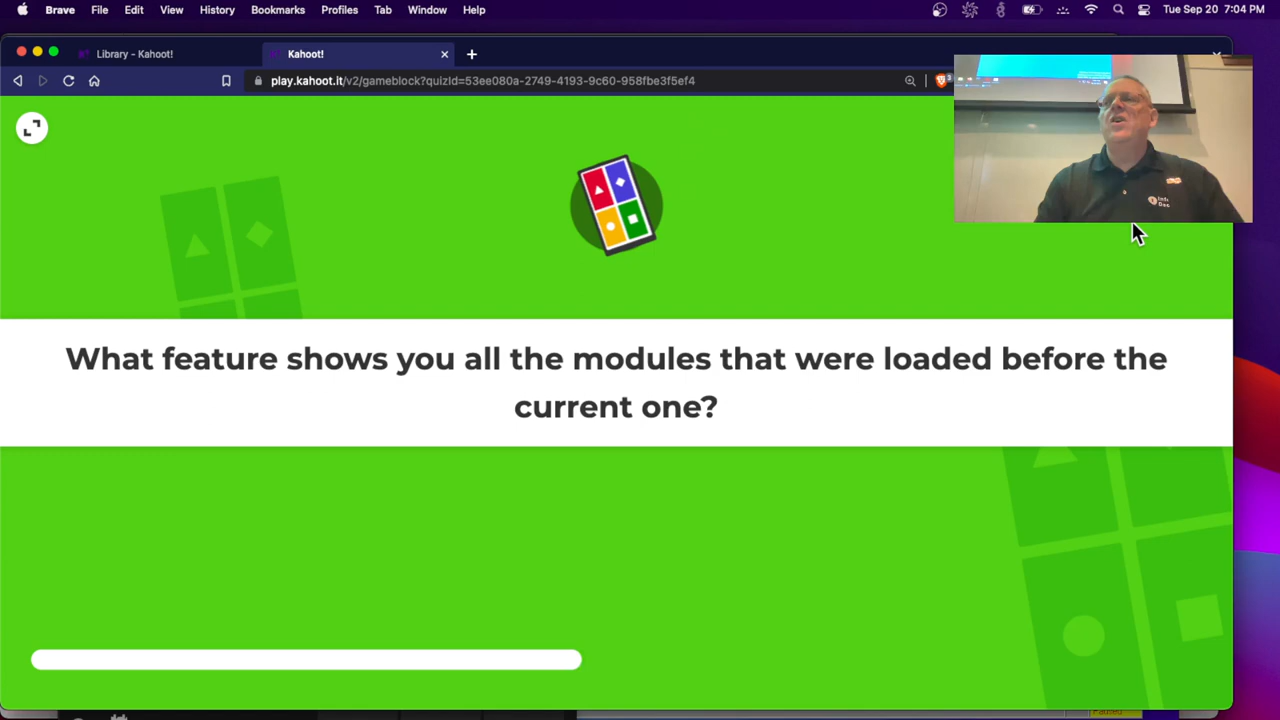 Brave File Edit View History Bookmarks Profiles Tab Window Help Tue Sep 20 7:04 PM
Library - Kahoot! Kahoot!
play.kahoot.it/v2/gameblock?quizId=53ee080a-2749-4193-9c60-958fbe3f5ef4
What feature shows you all the modules that were loaded before the
current one?